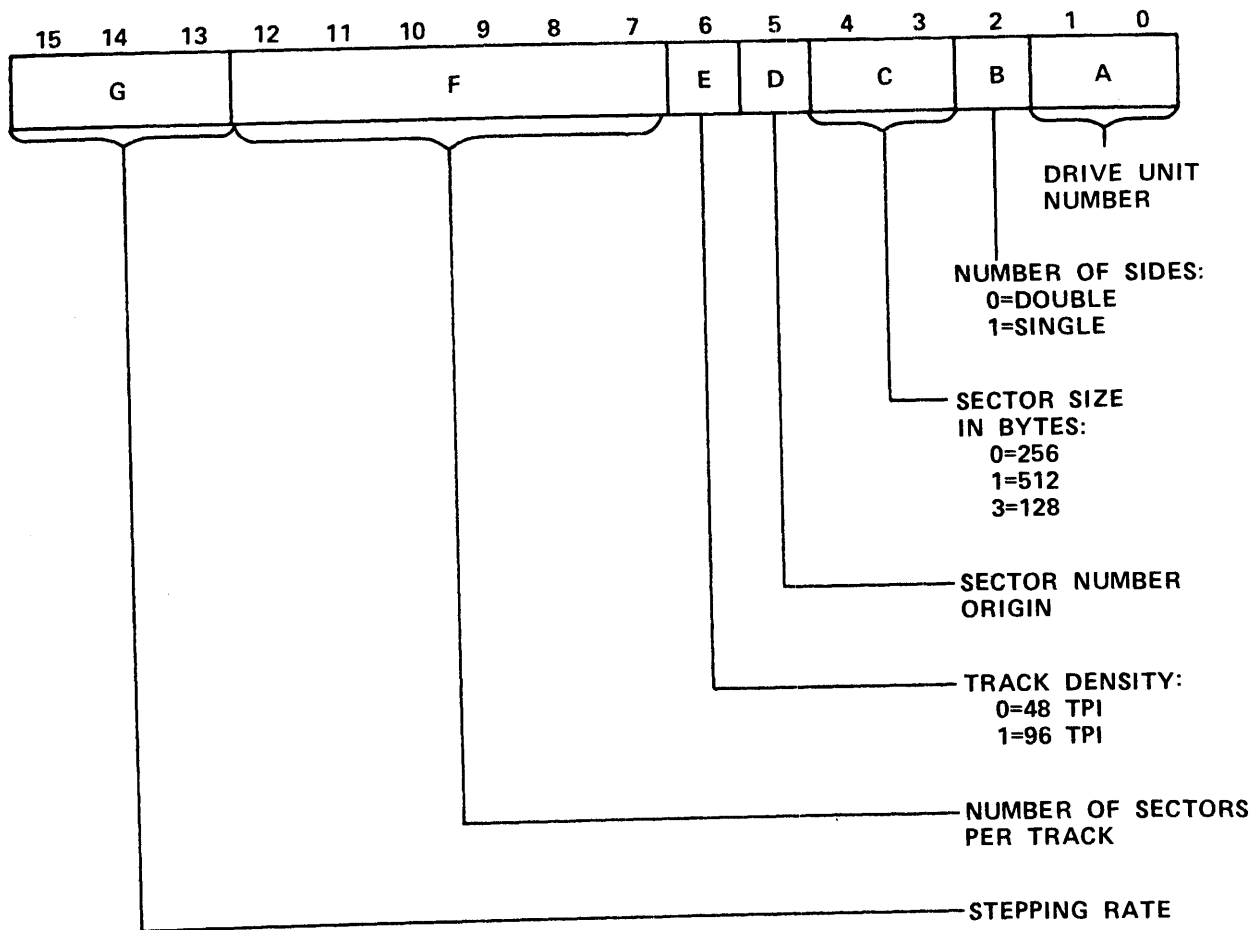 15 14 13 12 11 10 9 8 7 6 5 4 3 2 1 0
G F E D C B A
DRIVE UNIT
NUMBER
NUMBER OF SIDES:
0=DOUBLE
1=SINGLE
SECTOR SIZE
IN BYTES:
0=256
1=512
3=128
SECTOR NUMBER
ORIGIN
TRACK DENSITY:
0=48 TPI
1=96 TPI
NUMBER OF SECTORS
PER TRACK
STEPPING RATE